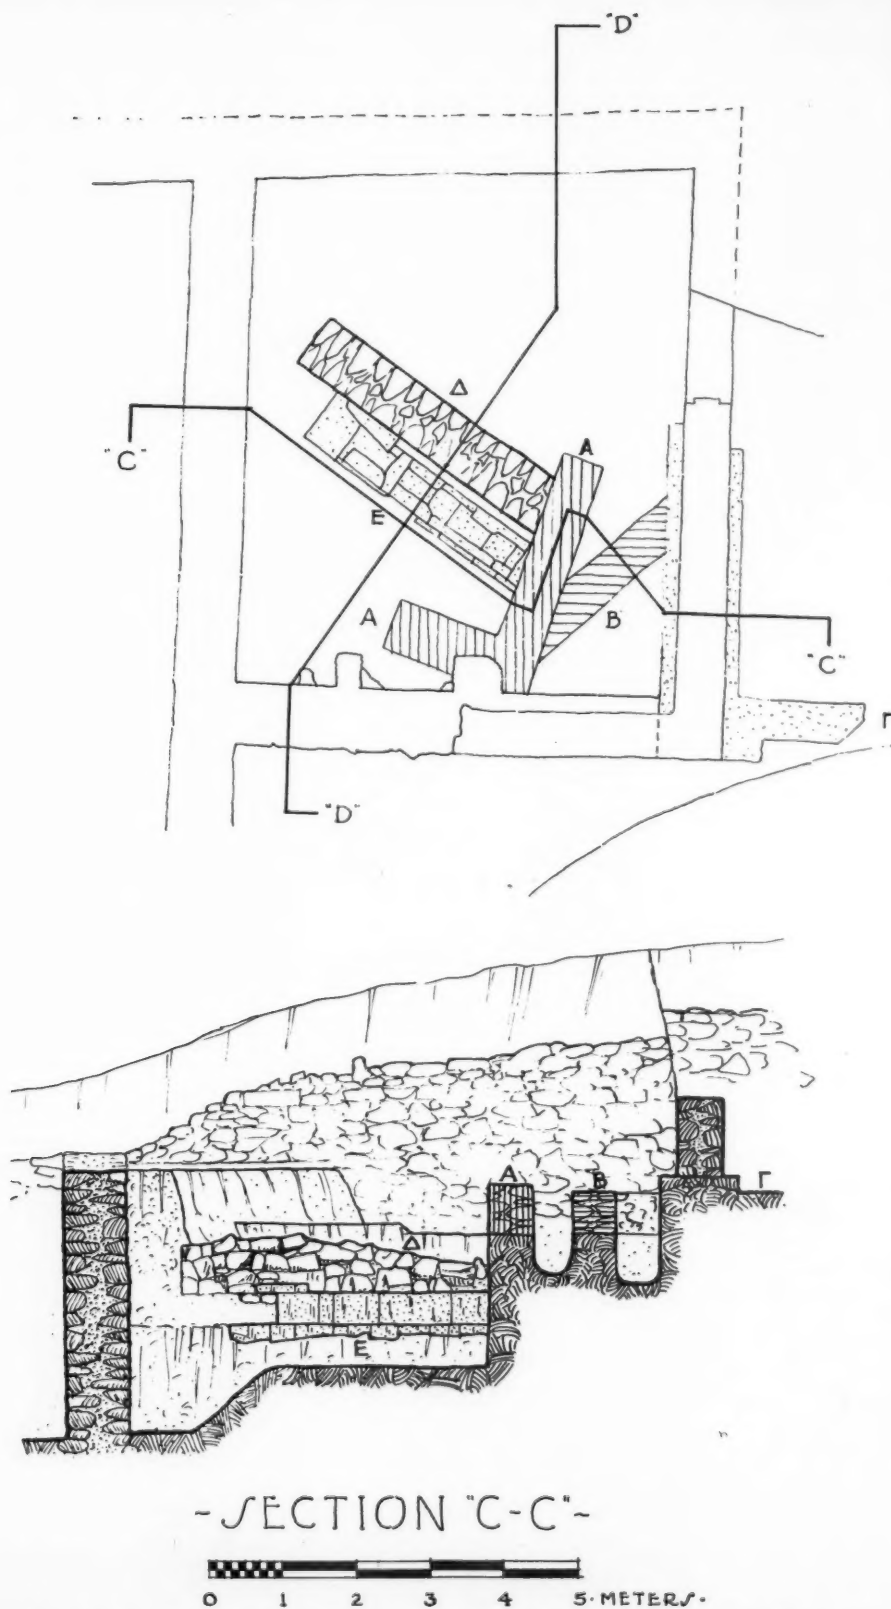 "D"
Δ
A
"C"
E
A
B
"C"
Γ
"D"
A
B
Γ
Δ
E
~SECTION "C-C"~
0 1 2 3 4 5· METERS·